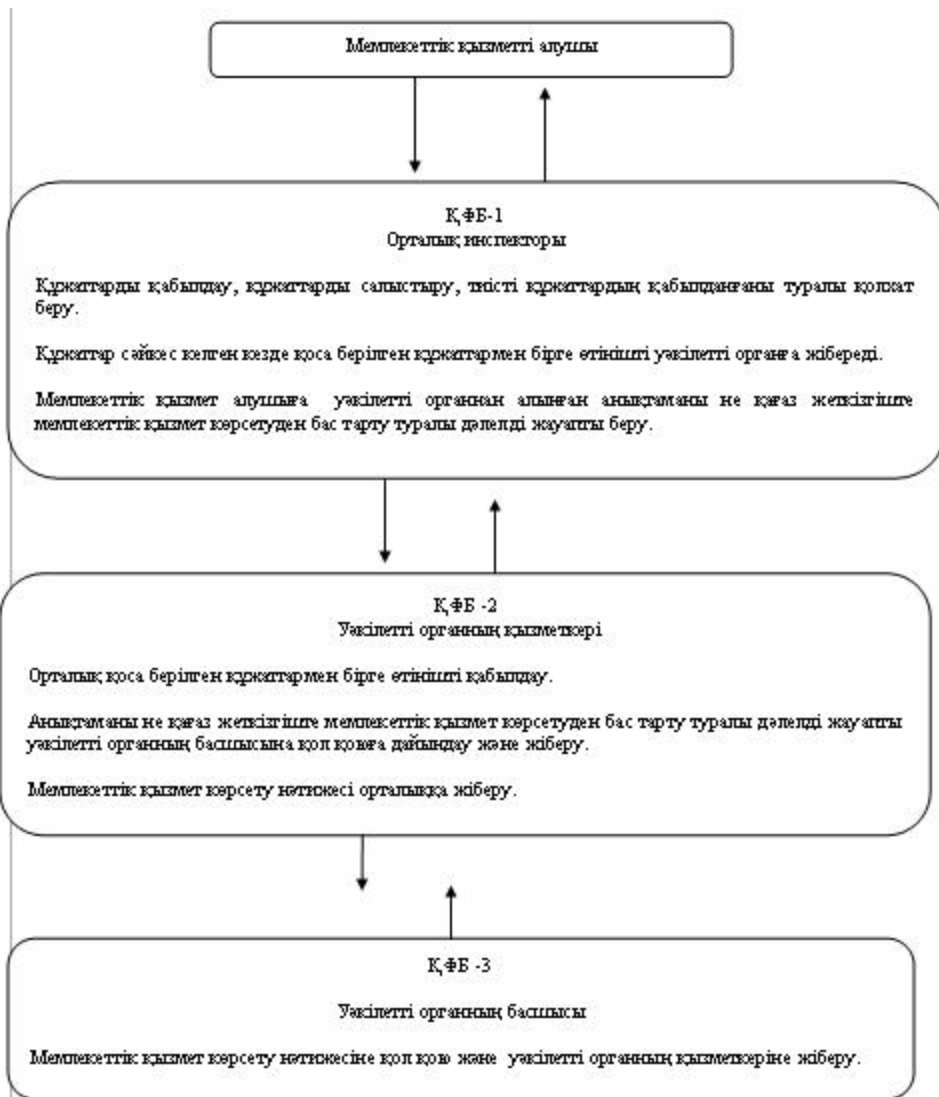 Мемлекеттік қызметті алушы
ҚФБ-1
Орталық инспекторы
Құжаттарды қабылдау, құжаттарды салыстыру, тиісті құжаттардың қабылданғаны туралы қолхат
беру.
Құжаттар сәйкес келген кезде қоса берілген құжаттармен бірге өтінішті уәкілетті органға жібереді.
Мемлекеттік қызмет алушыға уәкілетті органнан алынған анықтаманы не қағаз жеткізгіште
мемлекеттік қызмет көрсетуден бас тарту туралы дәлелді жауапты беру.
ҚФБ -2
Уәкілетті органның қызметкері
Орталық қоса берілген құжаттармен бірге өтінішті қабылдау.
Анықтаманы не қағаз жеткізгіште мемлекеттік қызмет көрсетуден бас тарту туралы дәлелді жауапты
уәкілетті органның басшысына қол қоюға дайындау және жіберу.
Мемлекеттік қызмет көрсету нәтижесі орталыққа жіберу.
ҚФБ -3
Уәкілетті органның басшысы
Мемлекеттік қызмет көрсету нәтижесіне қол қою және уәкілетті органның қызметкеріне жіберу.